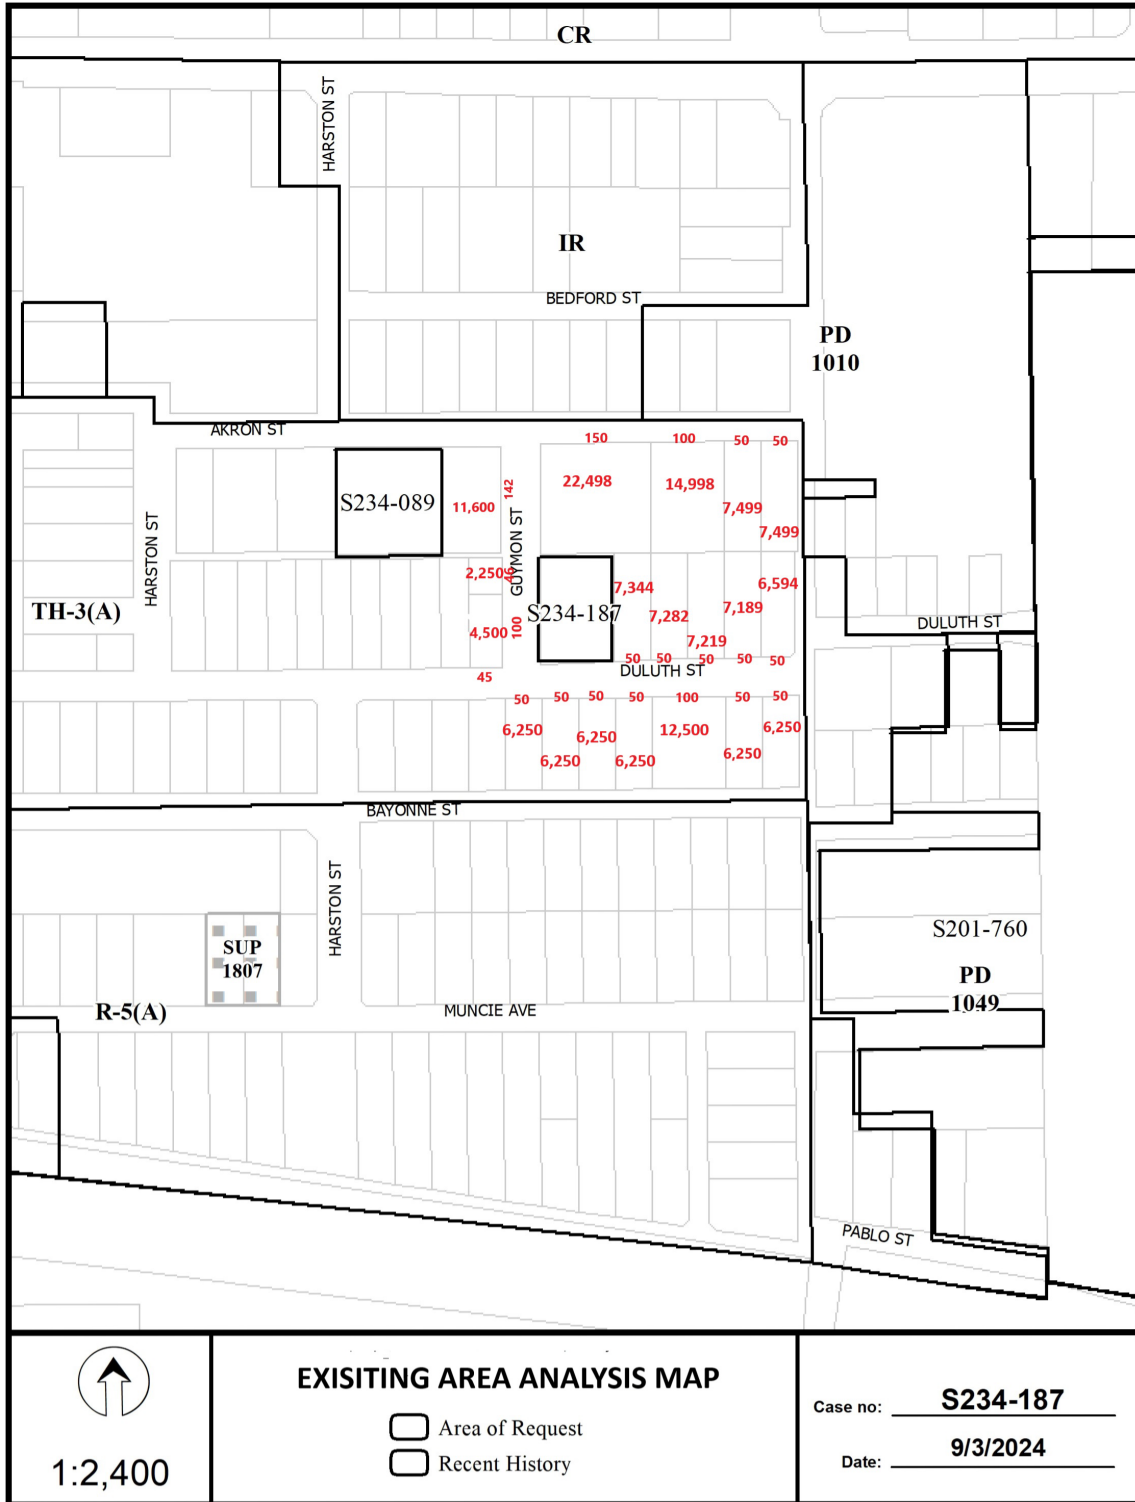 CR
HARSTON ST
IR
BEDFORD ST
PD
1010
AKRON ST
150
100
50
50
22,498
14,998
7,499
7,499
S234-089
11,600
142
GUYMON ST
HARSTON ST
2,250
TH-3(A)
S234-187
7,344
7,282
7,219
7,189
6,594
4,500
100
DULUTH ST
50
50
50
50
50
DULUTH ST
45
50
50
50
50
100
50
50
6,250
6,250
6,250
6,250
12,500
6,250
6,250
BAYONNE ST
HARSTON ST
SUP
1807
S201-760
PD
1049
R-5(A)
MUNCIE AVE
PABLO ST
1:2,400
EXISITING AREA ANALYSIS MAP
Area of Request
Recent History
Case no: S234-187
Date: 9/3/2024